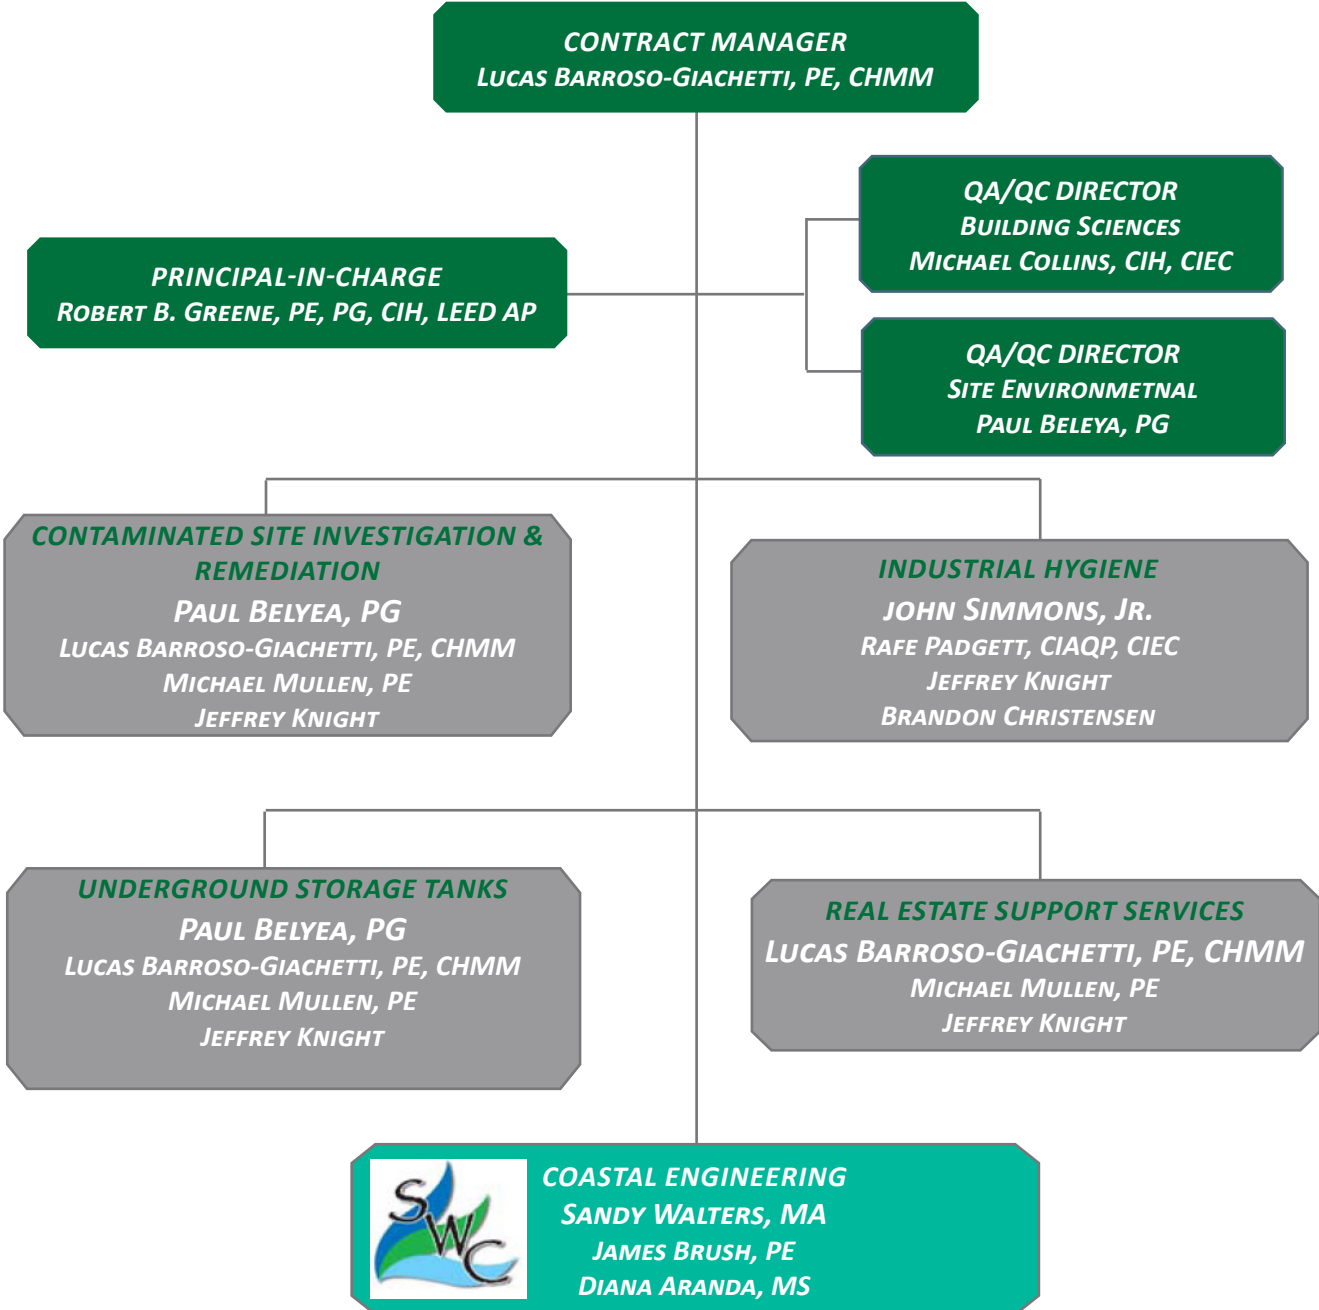 CONTRACT MANAGER
Lucas Barroso-Giachetti, PE, CHMM
QA/QC DIRECTOR
Building Sciences
Michael Collins, CIH, CIEC
PRINCIPAL-IN-CHARGE
Robert B. Greene, PE, PG, CIH, LEED AP
QA/QC DIRECTOR
Site Environmetnal
Paul Beleya, PG
CONTAMINATED SITE INVESTIGATION &
REMEDIATION
Paul Belyea, PG
Lucas Barroso-Giachetti, PE, CHMM
Michael Mullen, PE
Jeffrey Knight
INDUSTRIAL HYGIENE
John Simmons, Jr.
Rafe Padgett, CIAQP, CIEC
Jeffrey Knight
Brandon Christensen
UNDERGROUND STORAGE TANKS
Paul Belyea, PG
Lucas Barroso-Giachetti, PE, CHMM
Michael Mullen, PE
Jeffrey Knight
REAL ESTATE SUPPORT SERVICES
Lucas Barroso-Giachetti, PE, CHMM
Michael Mullen, PE
Jeffrey Knight
SWC
COASTAL ENGINEERING
Sandy Walters, MA
James Brush, PE
Diana Aranda, MS